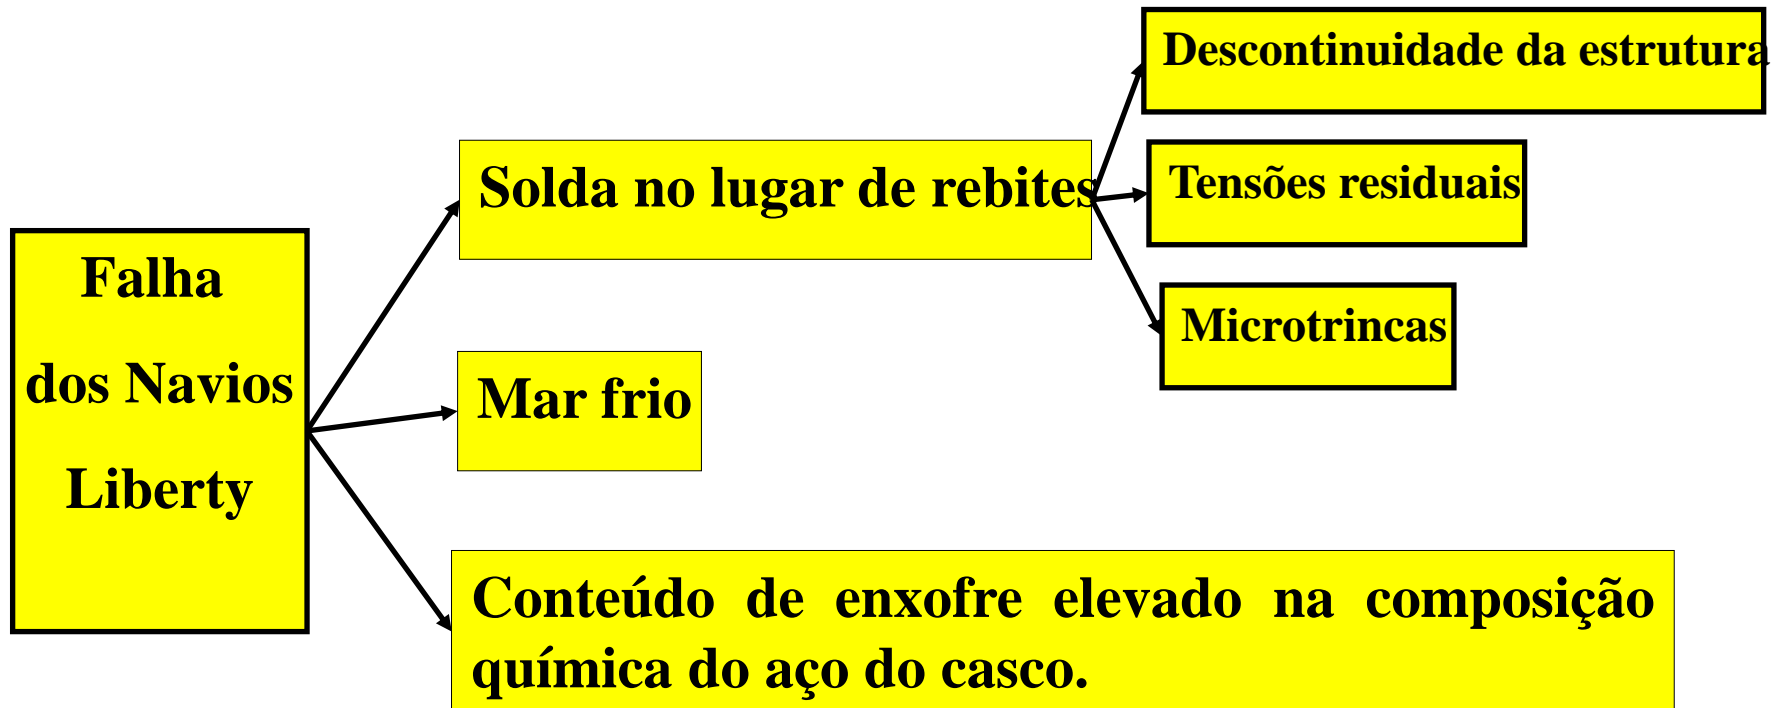 Falha
dos Navios
Liberty
Solda no lugar de rebites
Descontinuidade da estrutura
Tensões residuais
Microtrincas
Mar frio
Conteúdo de enxofre elevado na composição
química do aço do casco.